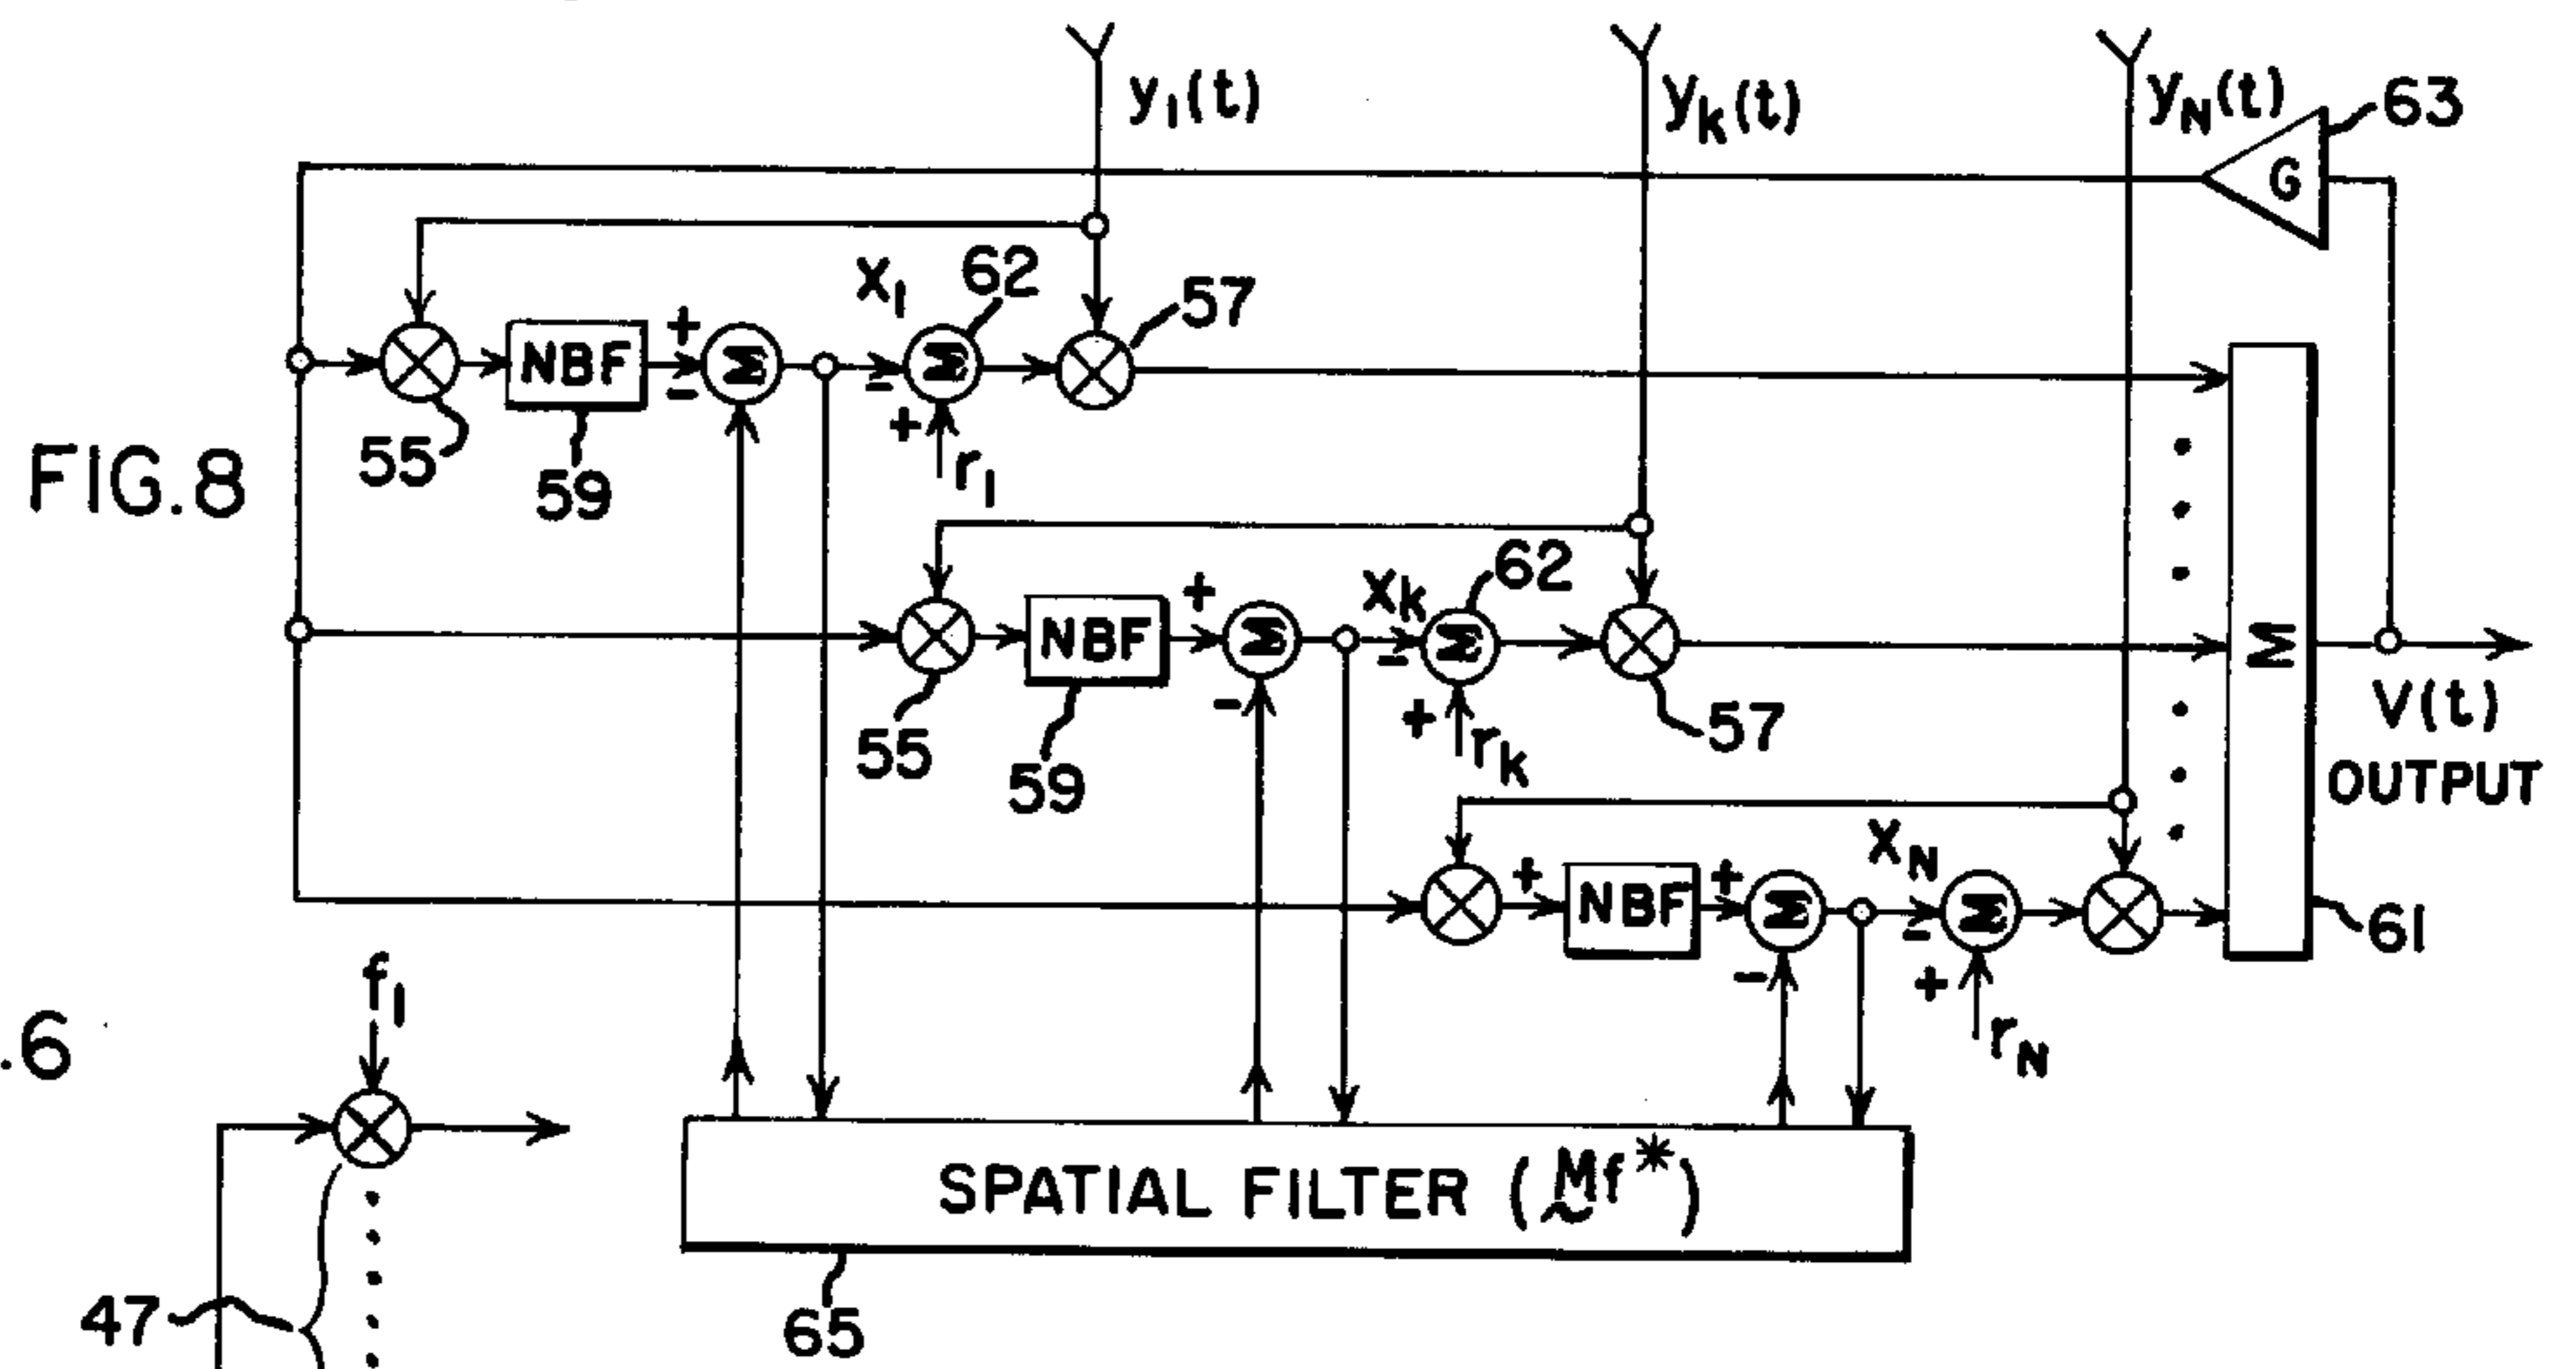 y1(t) yk(t) yN(t) 63
G
X1 62 57
+ NBF - Σ - Σ
+
55 59 r1
FIG.8
62
+ Xk
NBF Σ - Σ Σ
- + rk 57
55 59 V(t)
OUTPUT
XN
+ NBF + Σ - Σ
- + 61
rN
f1
.6
SPATIAL FILTER (Mf*)
47 65